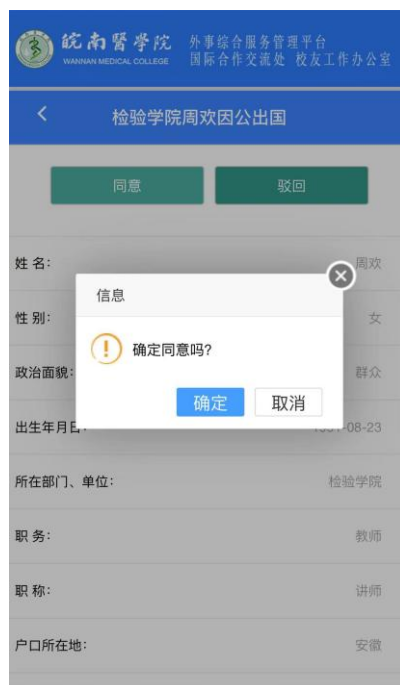 皖南醫學院 外事综合服务管理平台
WANNAN MEDICAL COLLEGE 国际合作交流处 校友工作办公室
检验学院周欢因公出国
同意 驳回
姓 名： 周欢
信息
性 别： 女
确定同意吗?
政治面貌： 群众
确定 取消
出生年月日： -08-23
所在部门、单位： 检验学院
职 务： 教师
职 称： 讲师
户口所在地： 安徽